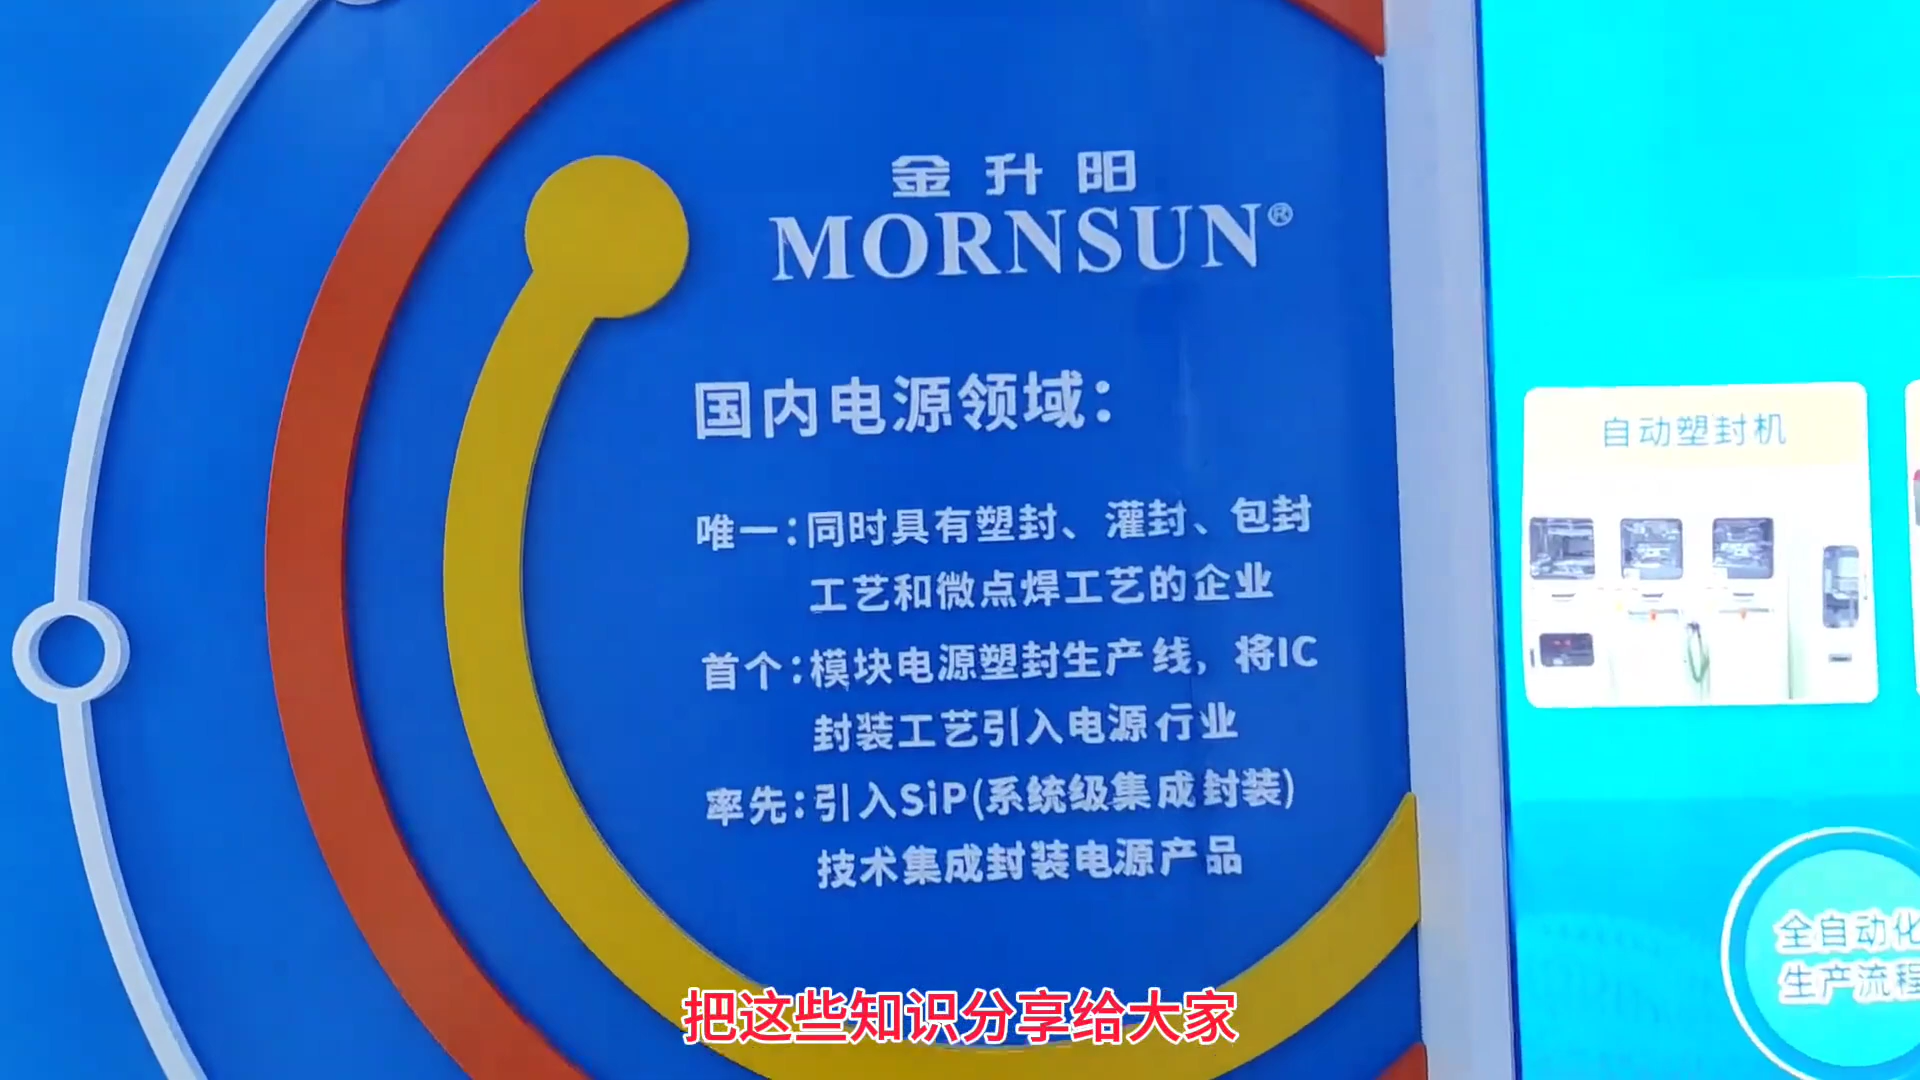 金升阳
MORNSUN®
国内电源领域：
唯一：同时具有塑封、灌封、包封
工艺和微点焊工艺的企业
首个：模块电源塑封生产线，将IC
封装工艺引入电源行业
率先：引入SiP(系统级集成封装)
技术集成封装电源产品
自动塑封机
全自动化
生产流程
把这些知识分享给大家